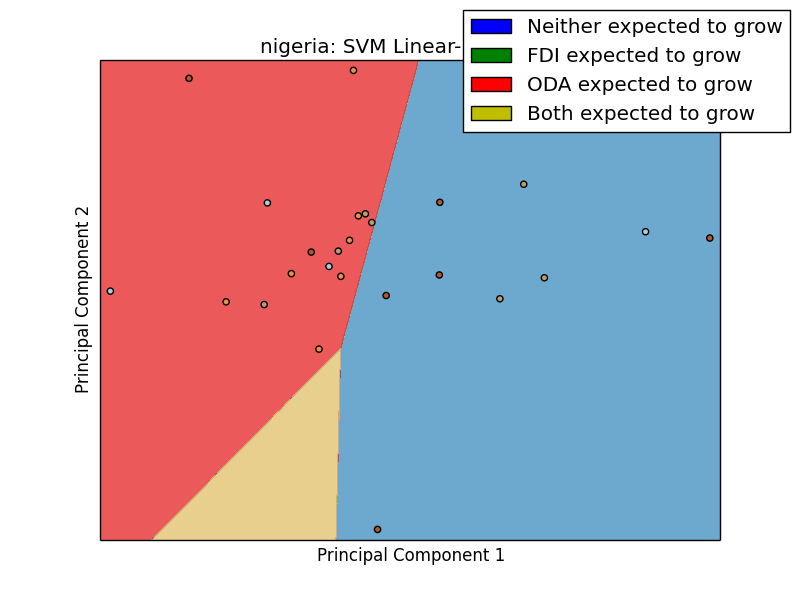 nigeria: SVM Linear-
Neither expected to grow
FDI expected to grow
ODA expected to grow
Both expected to grow
Principal Component 2
Principal Component 1